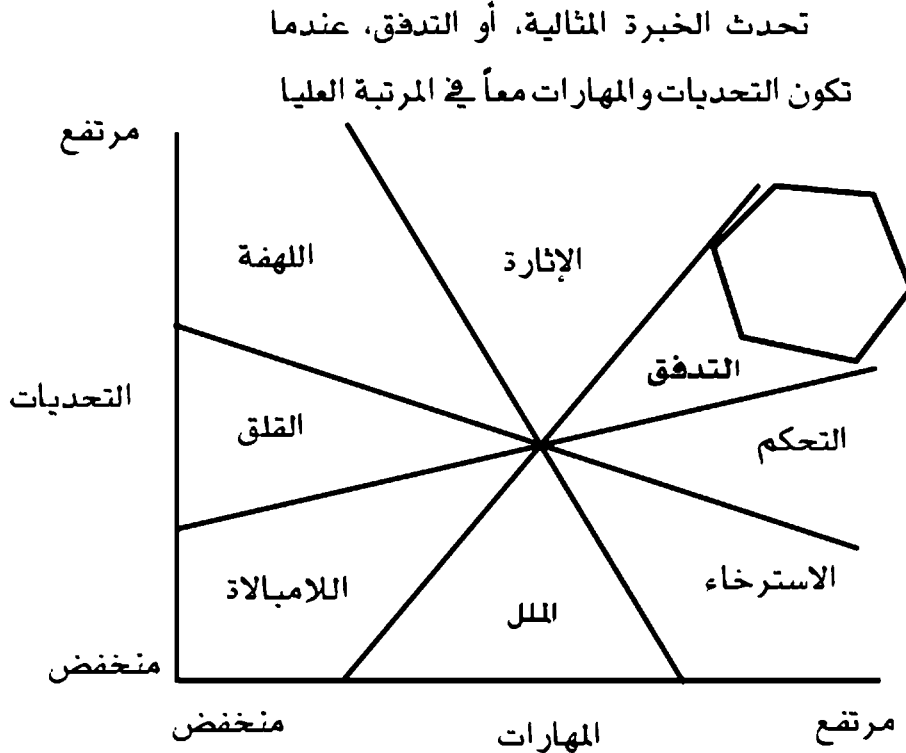 تحدث الخبرة المثالية، أو التدفق، عندما
تكون التحديات والمهارات معاً في المرتبة العليا
مرتفع
اللهفة
الإثارة
التدفق
التحديات
القلق
التحكم
اللامبالاة
الملل
الاسترخاء
منخفض
منخفض
المهارات
مرتفع